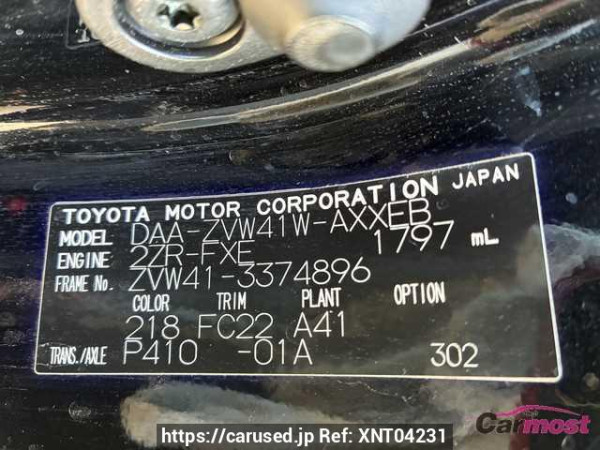 TOYOTA MOTOR CORPORATION JAPAN
MODEL DAA-ZVW41W-AXXEB
ENGINE 2ZR-FXE 1797 mL
FRAME No. ZVW41-3374896
COLOR TRIM PLANT OPTION
218 FC22 A41
TRANS./AXLE P410 -01A 302
Carmost
https://carused.jp Ref: XNT04231